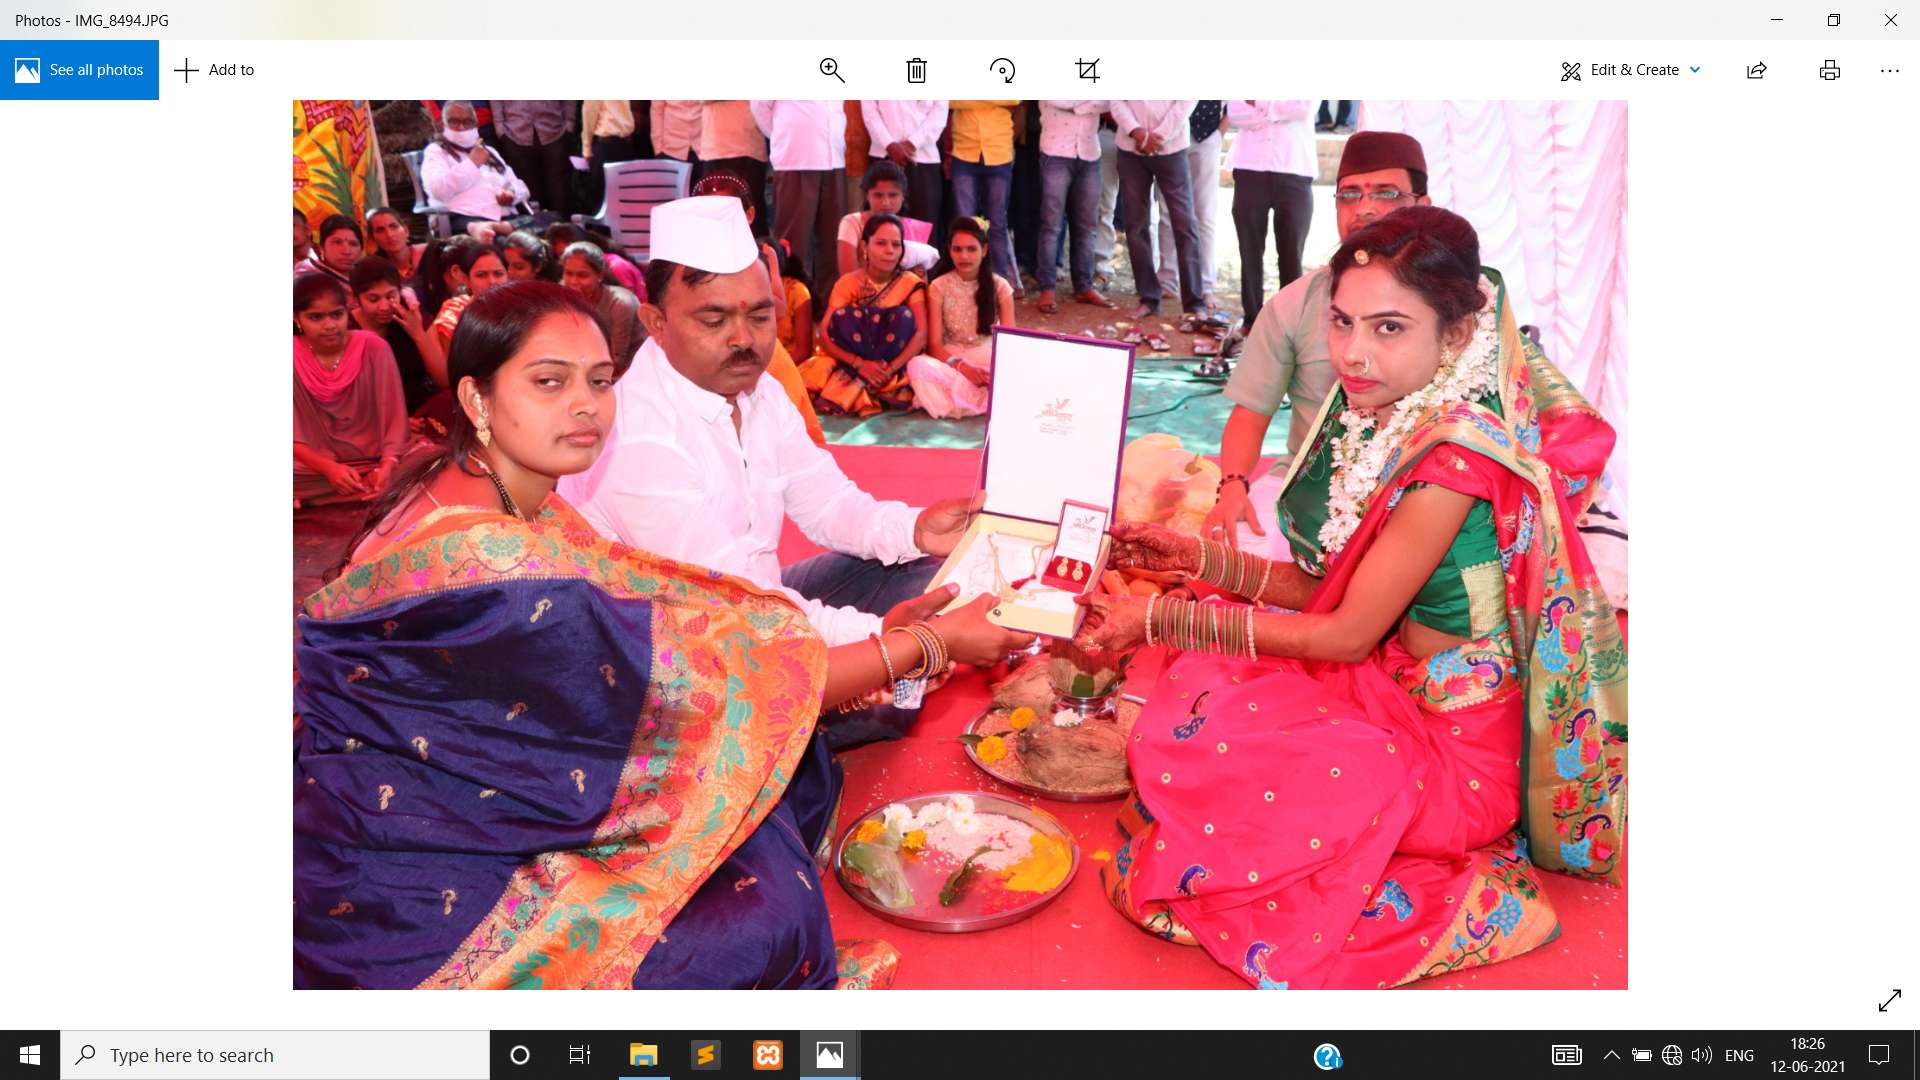 Photos - IMG_8494.JPG
See all photos
Add to
Edit & Create
Type here to search
ENG
18:26
12-06-2021